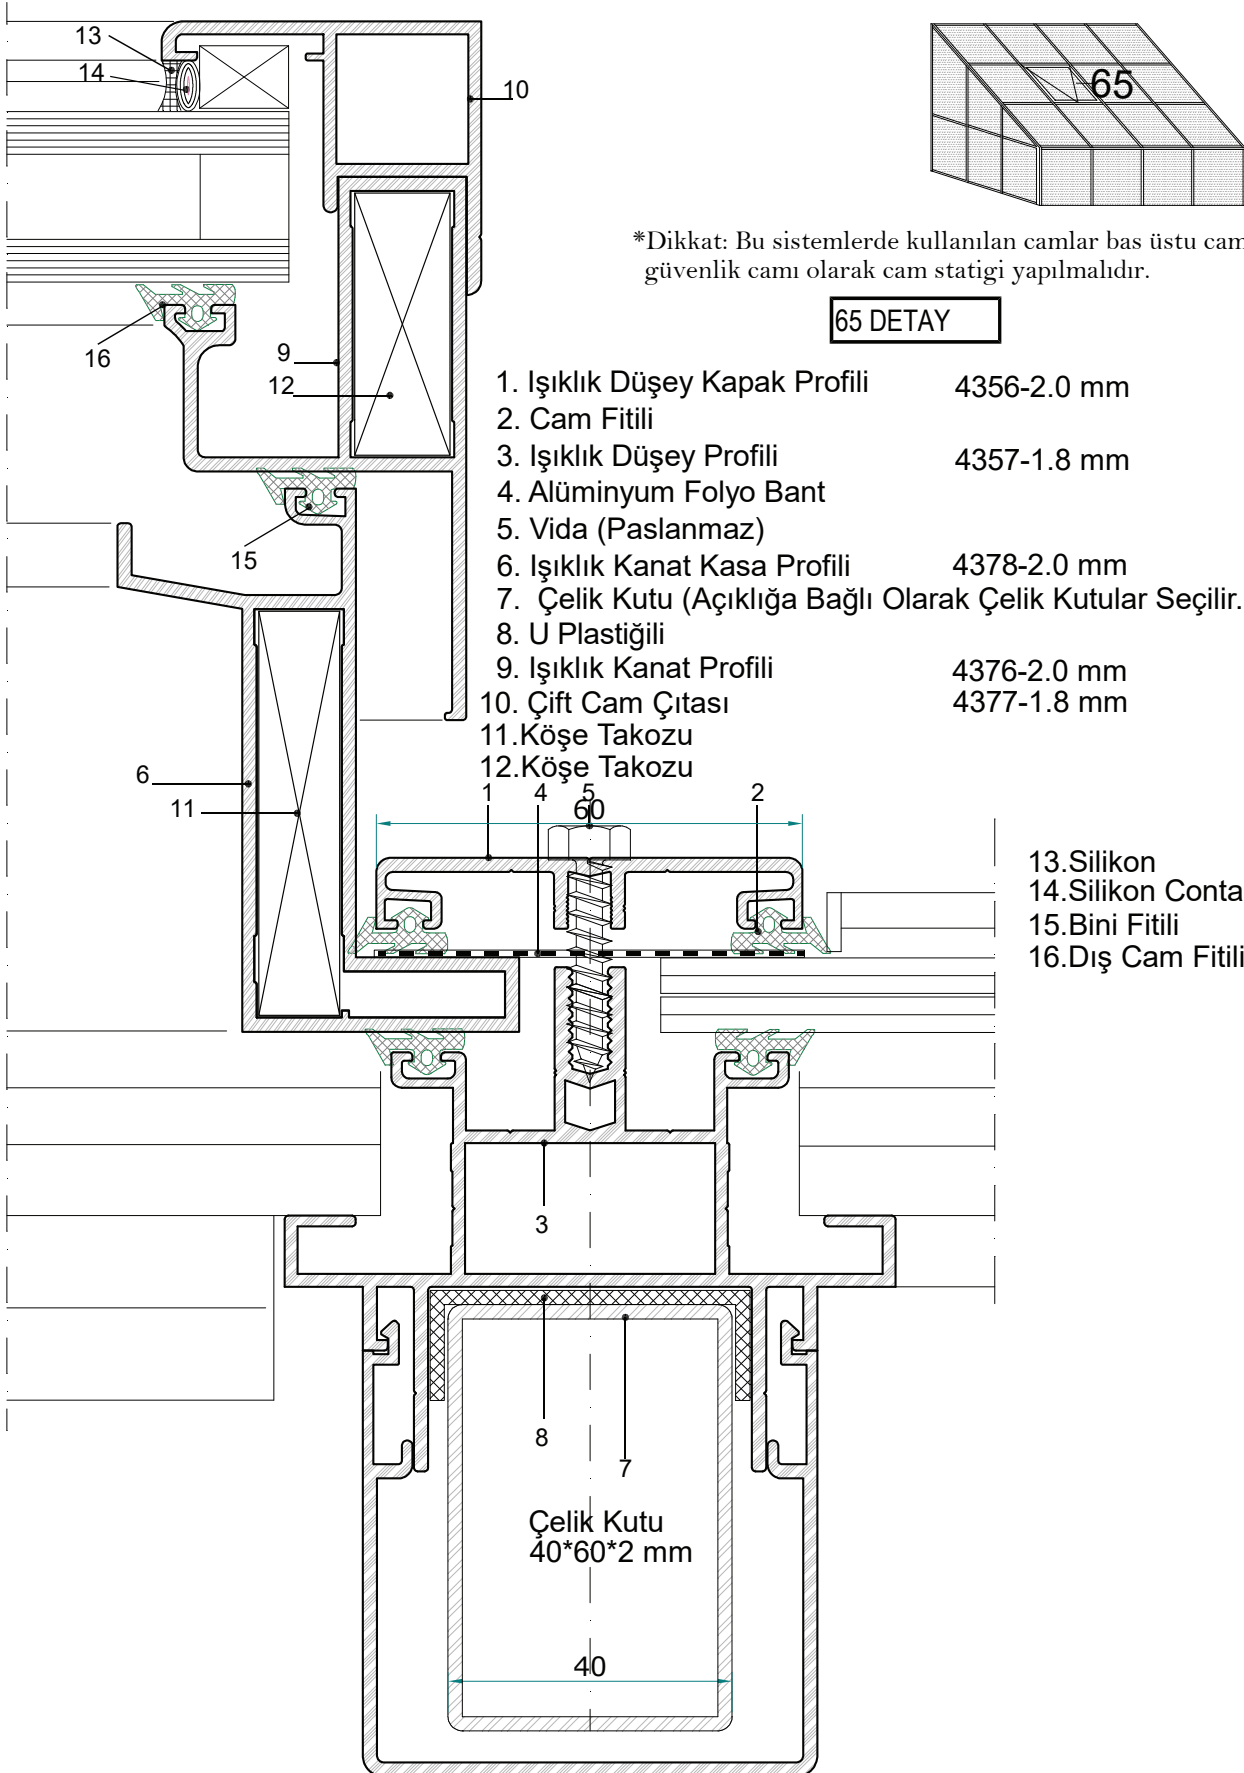 13
14
10
65
*Dikkat: Bu sistemlerde kullanılan camlar bas üstu cam
güvenlik camı olarak cam statigi yapılmalıdır.
65 DETAY
16
9
12
15
1. Işıklık Düşey Kapak Profili 4356-2.0 mm
2. Cam Fitili
3. Işıklık Düşey Profili 4357-1.8 mm
4. Alüminyum Folyo Bant
5. Vida (Paslanmaz)
6. Işıklık Kanat Kasa Profili 4378-2.0 mm
7. Çelik Kutu (Açıklığa Bağlı Olarak Çelik Kutular Seçilir.
8. U Plastiğili
9. Işıklık Kanat Profili 4376-2.0 mm
10. Çift Cam Çıtası 4377-1.8 mm
11.Köşe Takozu
12.Köşe Takozu
6
11
1 4 5 2
60
13.Silikon
14.Silikon Conta
15.Bini Fitili
16.Dış Cam Fitili
3
8
7
Çelik Kutu
40*60*2 mm
40